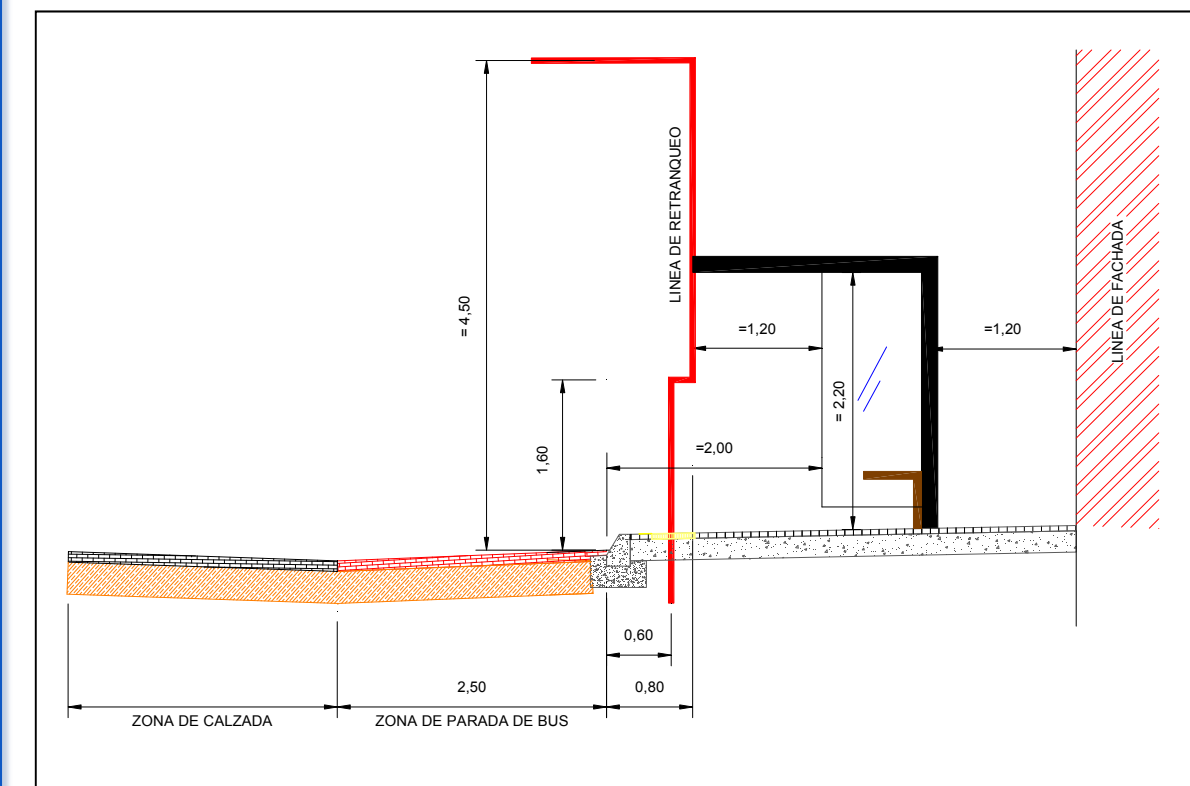 LINEA DE RETRANQUEO
LINEA DE FACHADA
= 4,50
=1,20
=1,20
= 2,20
1,60
=2,00
0,60
2,50
0,80
ZONA DE CALZADA
ZONA DE PARADA DE BUS